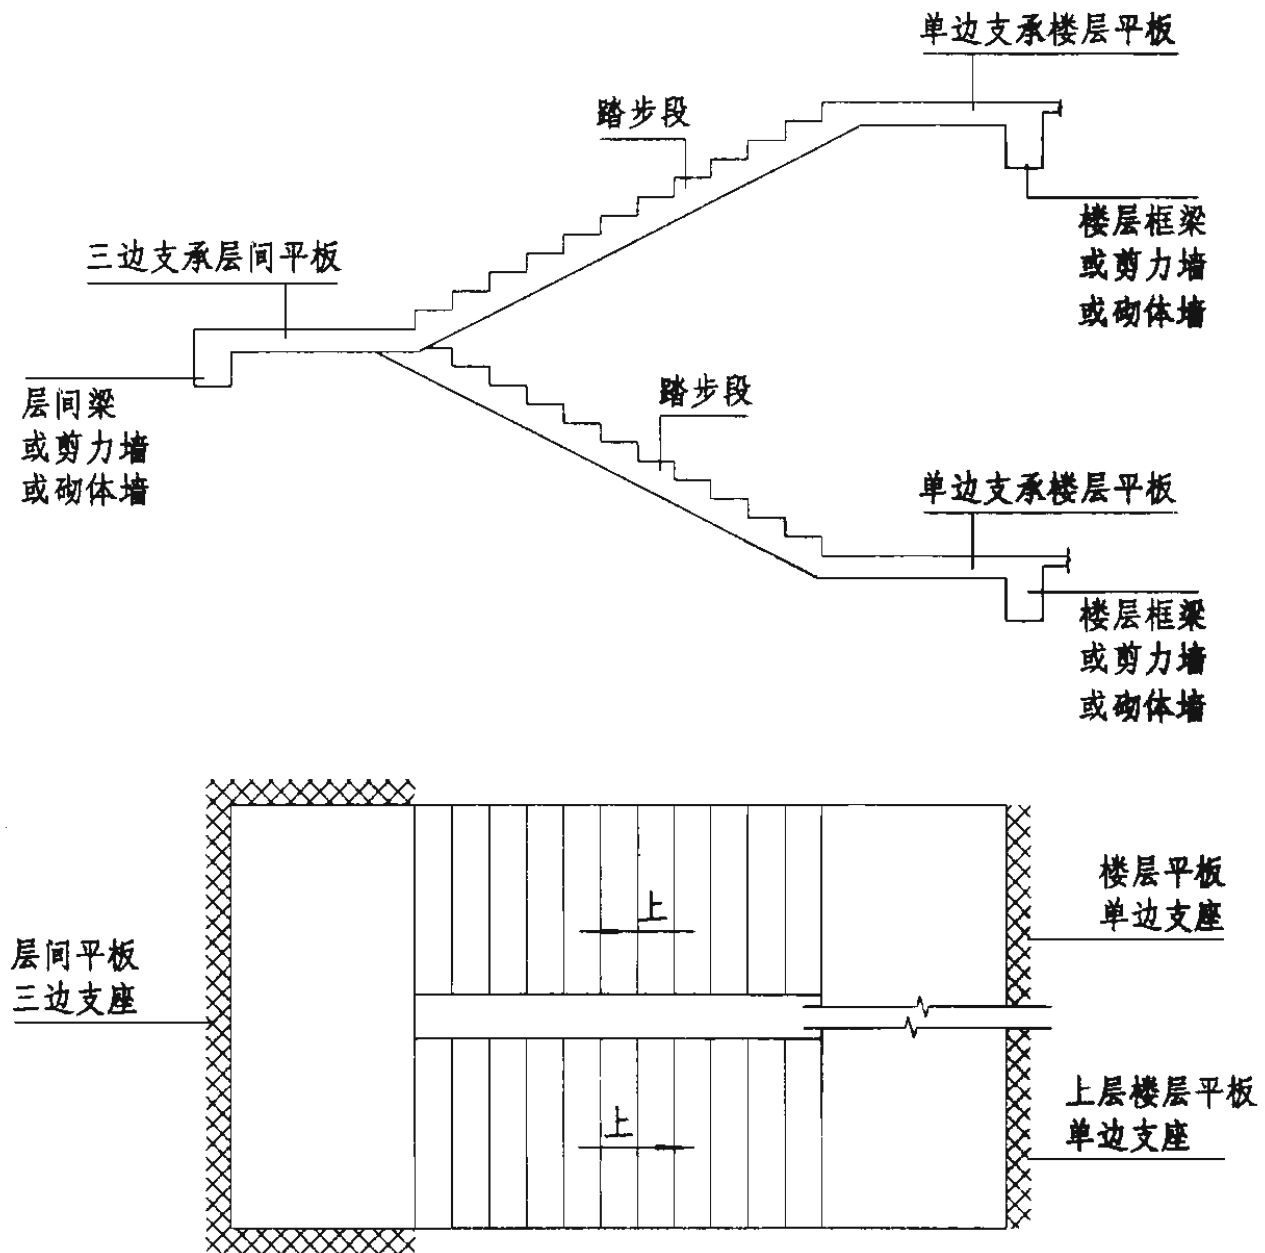 单边支承楼层平板
踏步段
楼层框梁
或剪力墙
或砌体墙
三边支承层间平板
层间梁
或剪力墙
或砌体墙
踏步段
单边支承楼层平板
楼层框梁
或剪力墙
或砌体墙
楼层平板
单边支座
上
层间平板
三边支座
上层楼层平板
单边支座
上